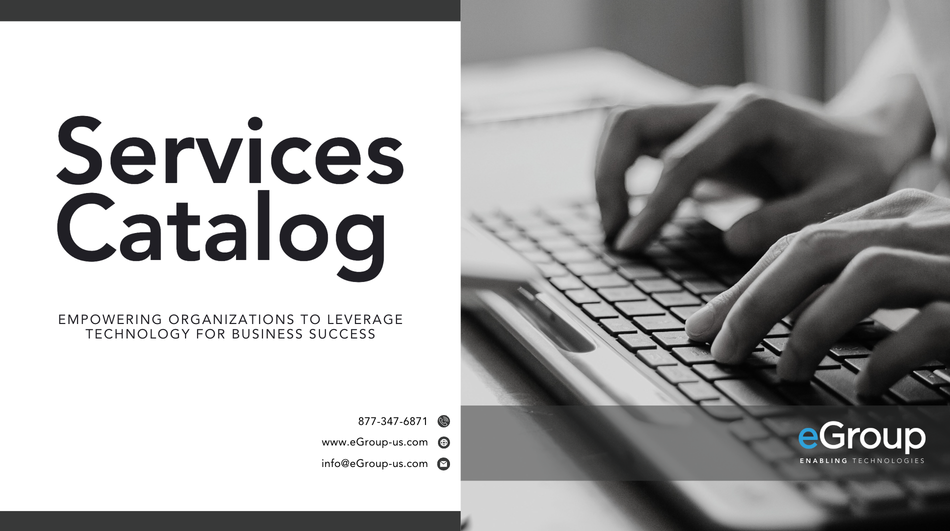 Services
Catalog
EMPOWERING ORGANIZATIONS TO LEVERAGE
TECHNOLOGY FOR BUSINESS SUCCESS
877-347-6871
www.eGroup-us.com
info@eGroup-us.com
eGroup
ENABLING TECHNOLOGIES